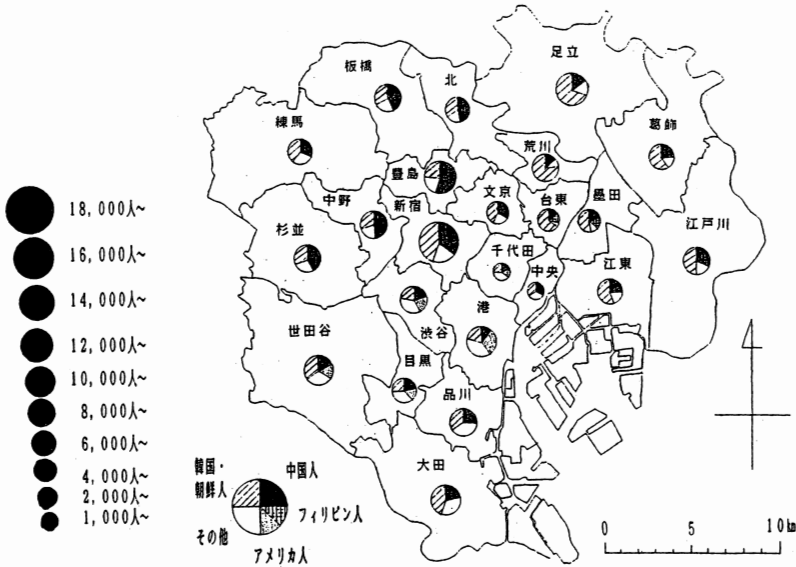 足立
板橋
北
葛飾
練馬
荒川
豊島
文京
台東
墨田
中野
新宿
江戸川
杉並
千代田
中央
江東
港
渋谷
世田谷
目黒
品川
大田
18,000人~
16,000人~
14,000人~
12,000人~
10,000人~
8,000人~
6,000人~
4,000人~
2,000人~
1,000人~
韓国・
朝鮮人
中国人
フィリピン人
その他
アメリカ人
0 5 10km